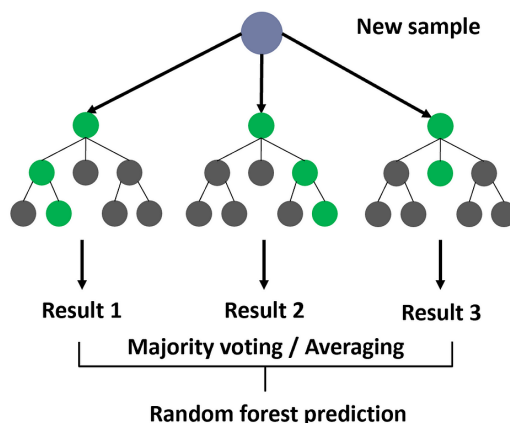 New sample
Result 1
Result 2
Result 3
Majority voting / Averaging
Random forest prediction